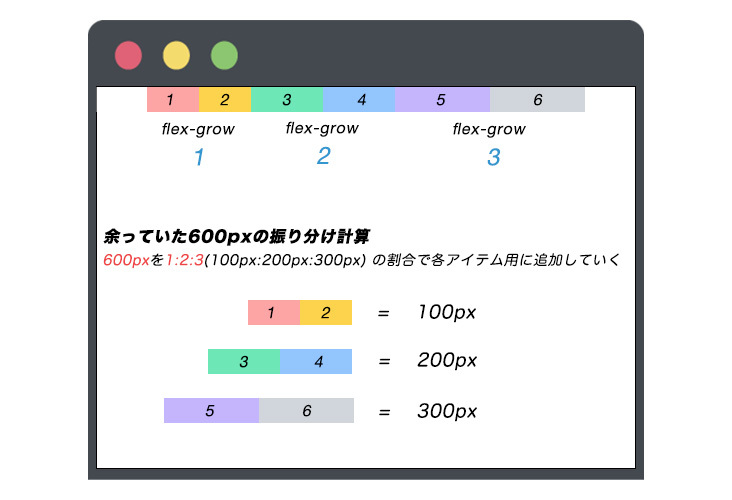 1 2 3 4 5 6
flex-grow flex-grow flex-grow
1 2 3
余っていた600pxの振り分け計算
600pxを1:2:3(100px:200px:300px) の割合で各アイテム用に追加していく
1 2 = 100px
3 4 = 200px
5 6 = 300px